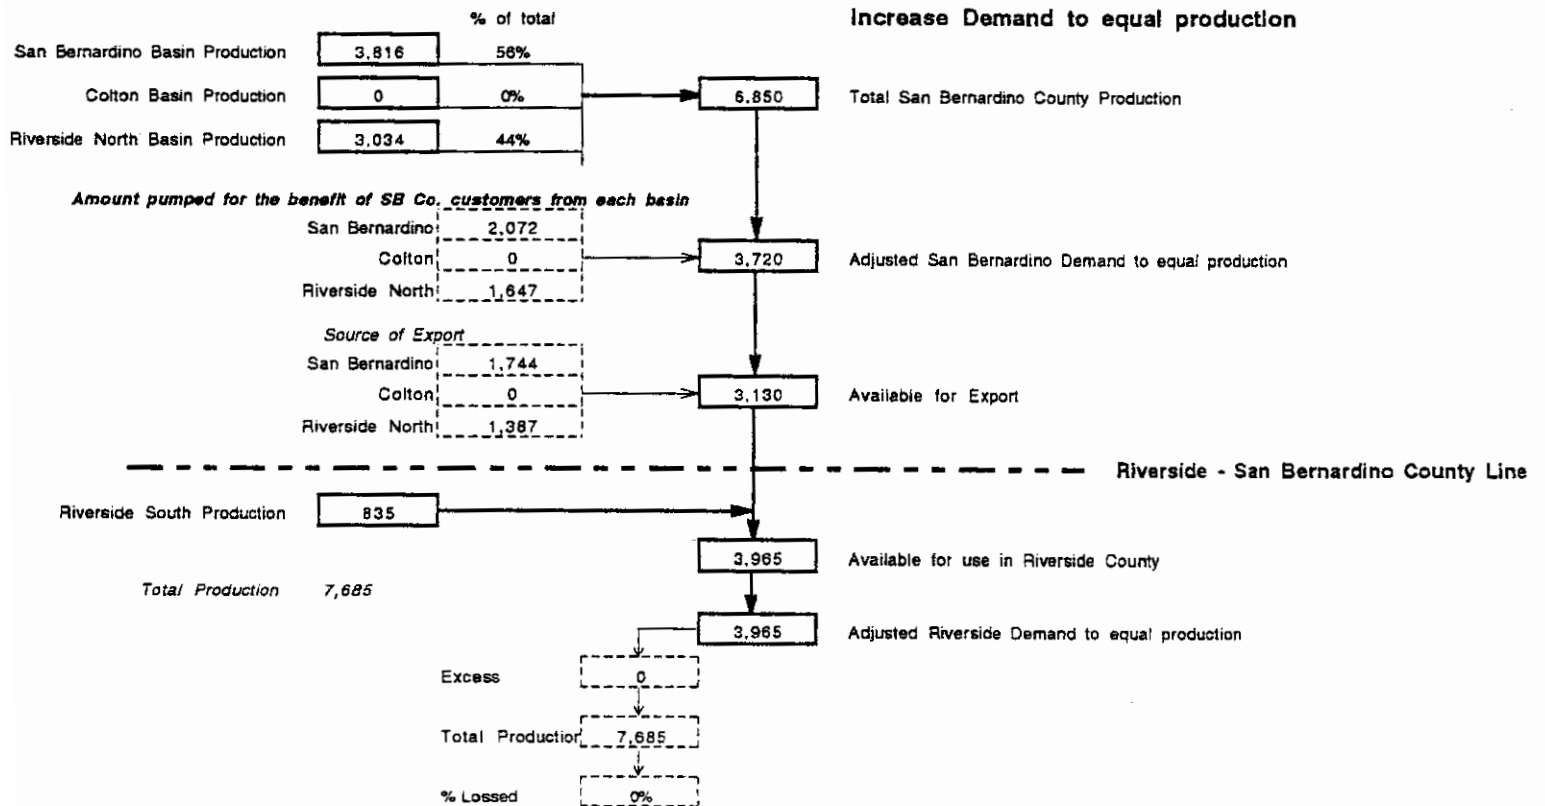 % of total
Increase Demand to equal production
San Bernardino Basin Production 3,816 56%
Colton Basin Production 0 0% 6,850 Total San Bernardino County Production
Riverside North Basin Production 3,034 44%
Amount pumped for the benefit of SB Co. customers from each basin
San Bernardino 2,072
Colton 0 3,720 Adjusted San Bernardino Demand to equal production
Riverside North 1,647
Source of Export
San Bernardino 1,744
Colton 0 3,130 Available for Export
Riverside North 1,387
Riverside - San Bernardino County Line
Riverside South Production 835
3,965 Available for use in Riverside County
Total Production 7,685
3,965 Adjusted Riverside Demand to equal production
Excess 0
Total Production 7,685
% Lossed 0%